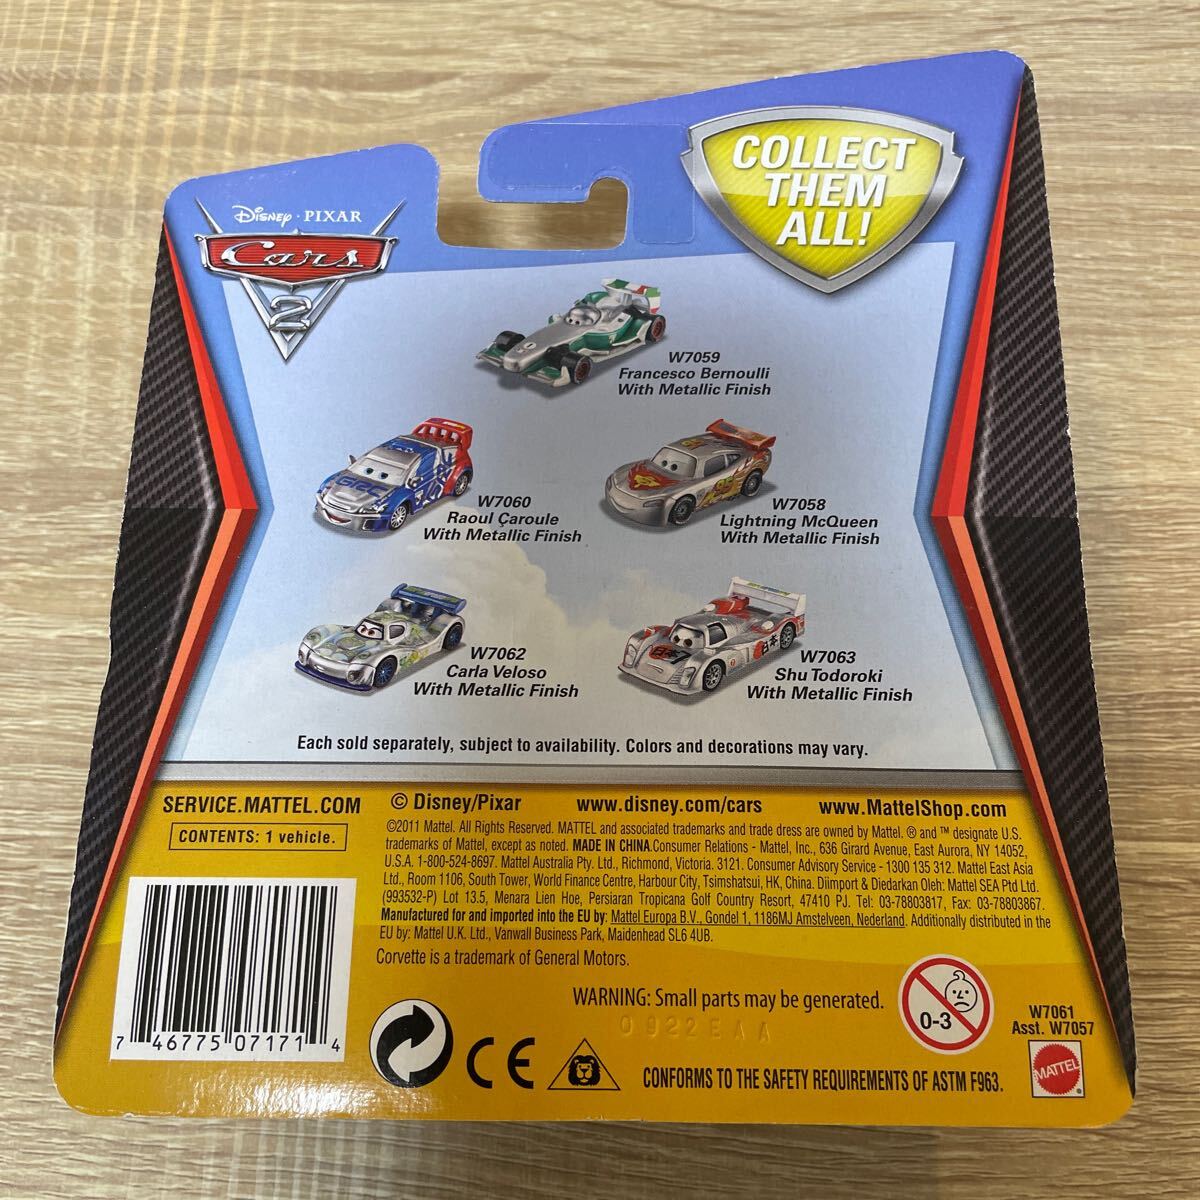 Disney · PIXAR
Cars
2
COLLECT
THEM
ALL!
W7059
Francesco Bernoulli
With Metallic Finish
W7060
Raoul Çaroule
With Metallic Finish
W7058
Lightning McQueen
With Metallic Finish
W7062
Carla Veloso
With Metallic Finish
W7063
Shu Todoroki
With Metallic Finish
Each sold separately, subject to availability. Colors and decorations may vary.
SERVICE.MATTEL.COM © Disney/Pixar www.disney.com/cars www.MattelShop.com
CONTENTS: 1 vehicle.
©2011 Mattel. All Rights Reserved. MATTEL and associated trademarks and trade dress are owned by Mattel. ® and ™ designate U.S.
trademarks of Mattel, except as noted. MADE IN CHINA.Consumer Relations - Mattel, Inc., 636 Girard Avenue, East Aurora, NY 14052,
U.S.A. 1-800-524-8697. Mattel Australia Pty. Ltd., Richmond, Victoria. 3121. Consumer Advisory Service - 1300 135 312. Mattel East Asia
Ltd., Room 1106, South Tower, World Finance Centre, Harbour City, Tsimshatsui, HK, China. Diimport & Diedarkan Oleh: Mattel SEA Ptd Ltd.
(993532-P) Lot 13.5, Menara Lien Hoe, Persiaran Tropicana Golf Country Resort, 47410 PJ. Tel: 03-78803817, Fax: 03-78803867.
Manufactured for and imported into the EU by: Mattel Europa B.V., Gondel 1, 1186MJ Amstelveen, Nederland. Additionally distributed in the
EU by: Mattel U.K. Ltd., Vanwall Business Park, Maidenhead SL6 4UB.
Corvette is a trademark of General Motors.
WARNING: Small parts may be generated.
0922EAA
0-3
W7061
Asst. W7057
7 46775 07171 4
CE
CONFORMS TO THE SAFETY REQUIREMENTS OF ASTM F963.
MATTEL